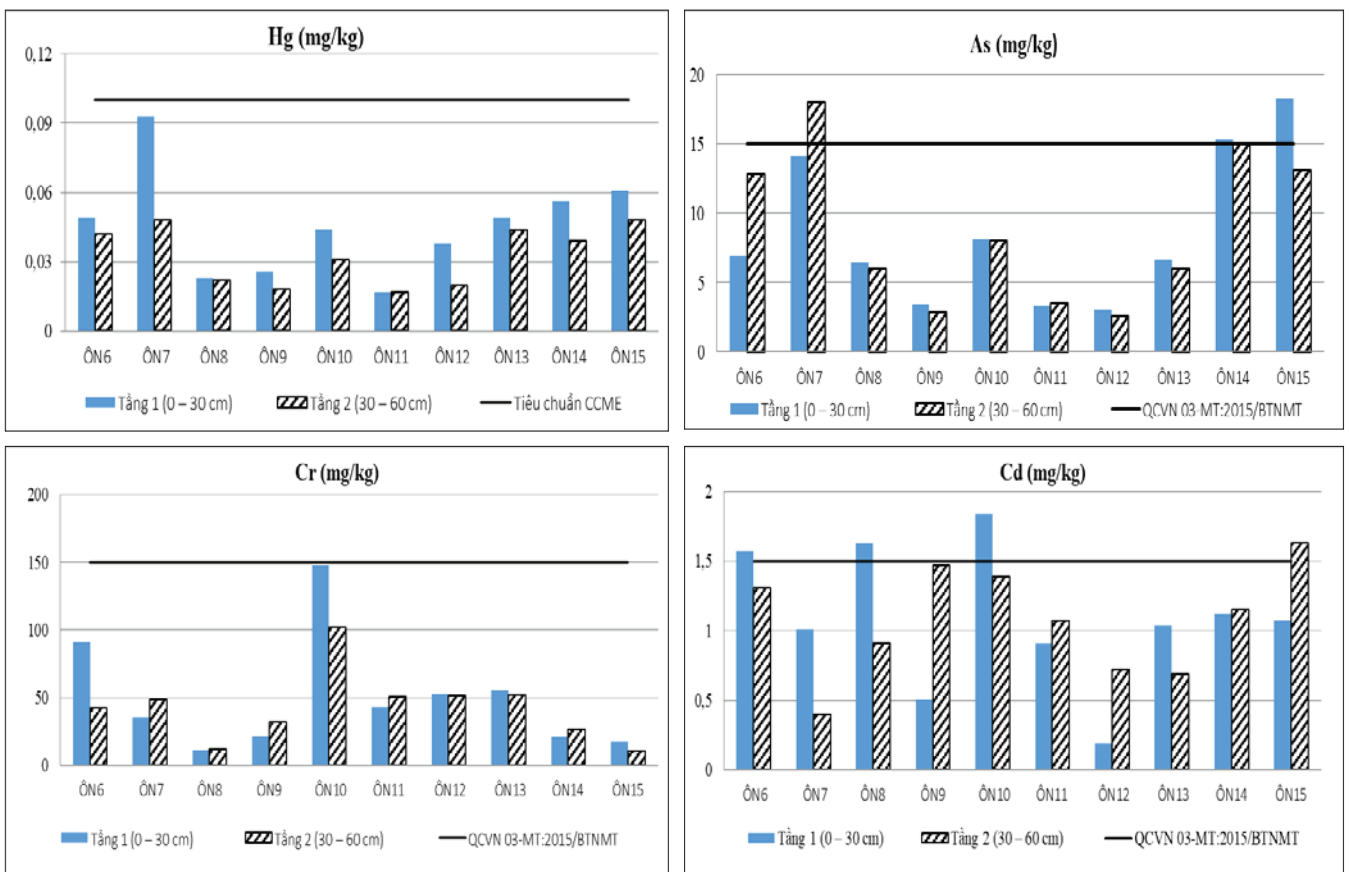 Hg (mg/kg)
0,12
0,09
0,06
0,03
0
ÔN6 ÔN7 ÔN8 ÔN9 ÔN10 ÔN11 ÔN12 ÔN13 ÔN14 ÔN15
Tầng 1 (0 – 30 cm) Tầng 2 (30 – 60 cm) Tiêu chuẩn CCME
As (mg/kg)
20
15
10
5
0
ÔN6 ÔN7 ÔN8 ÔN9 ÔN10 ÔN11 ÔN12 ÔN13 ÔN14 ÔN15
Tầng 1 (0 – 30 cm) Tầng 2 (30 – 60 cm) QCVN 03-MT:2015/BTNMT
Cr (mg/kg)
200
150
100
50
0
ÔN6 ÔN7 ÔN8 ÔN9 ÔN10 ÔN11 ÔN12 ÔN13 ÔN14 ÔN15
Tầng 1 (0 – 30 cm) Tầng 2 (30 – 60 cm) QCVN 03-MT:2015/BTNMT
Cd (mg/kg)
2
1,5
1
0,5
0
ÔN6 ÔN7 ÔN8 ÔN9 ÔN10 ÔN11 ÔN12 ÔN13 ÔN14 ÔN15
Tầng 1 (0 – 30 cm) Tầng 2 (30 – 60 cm) QCVN 03-MT:2015/BTNMT